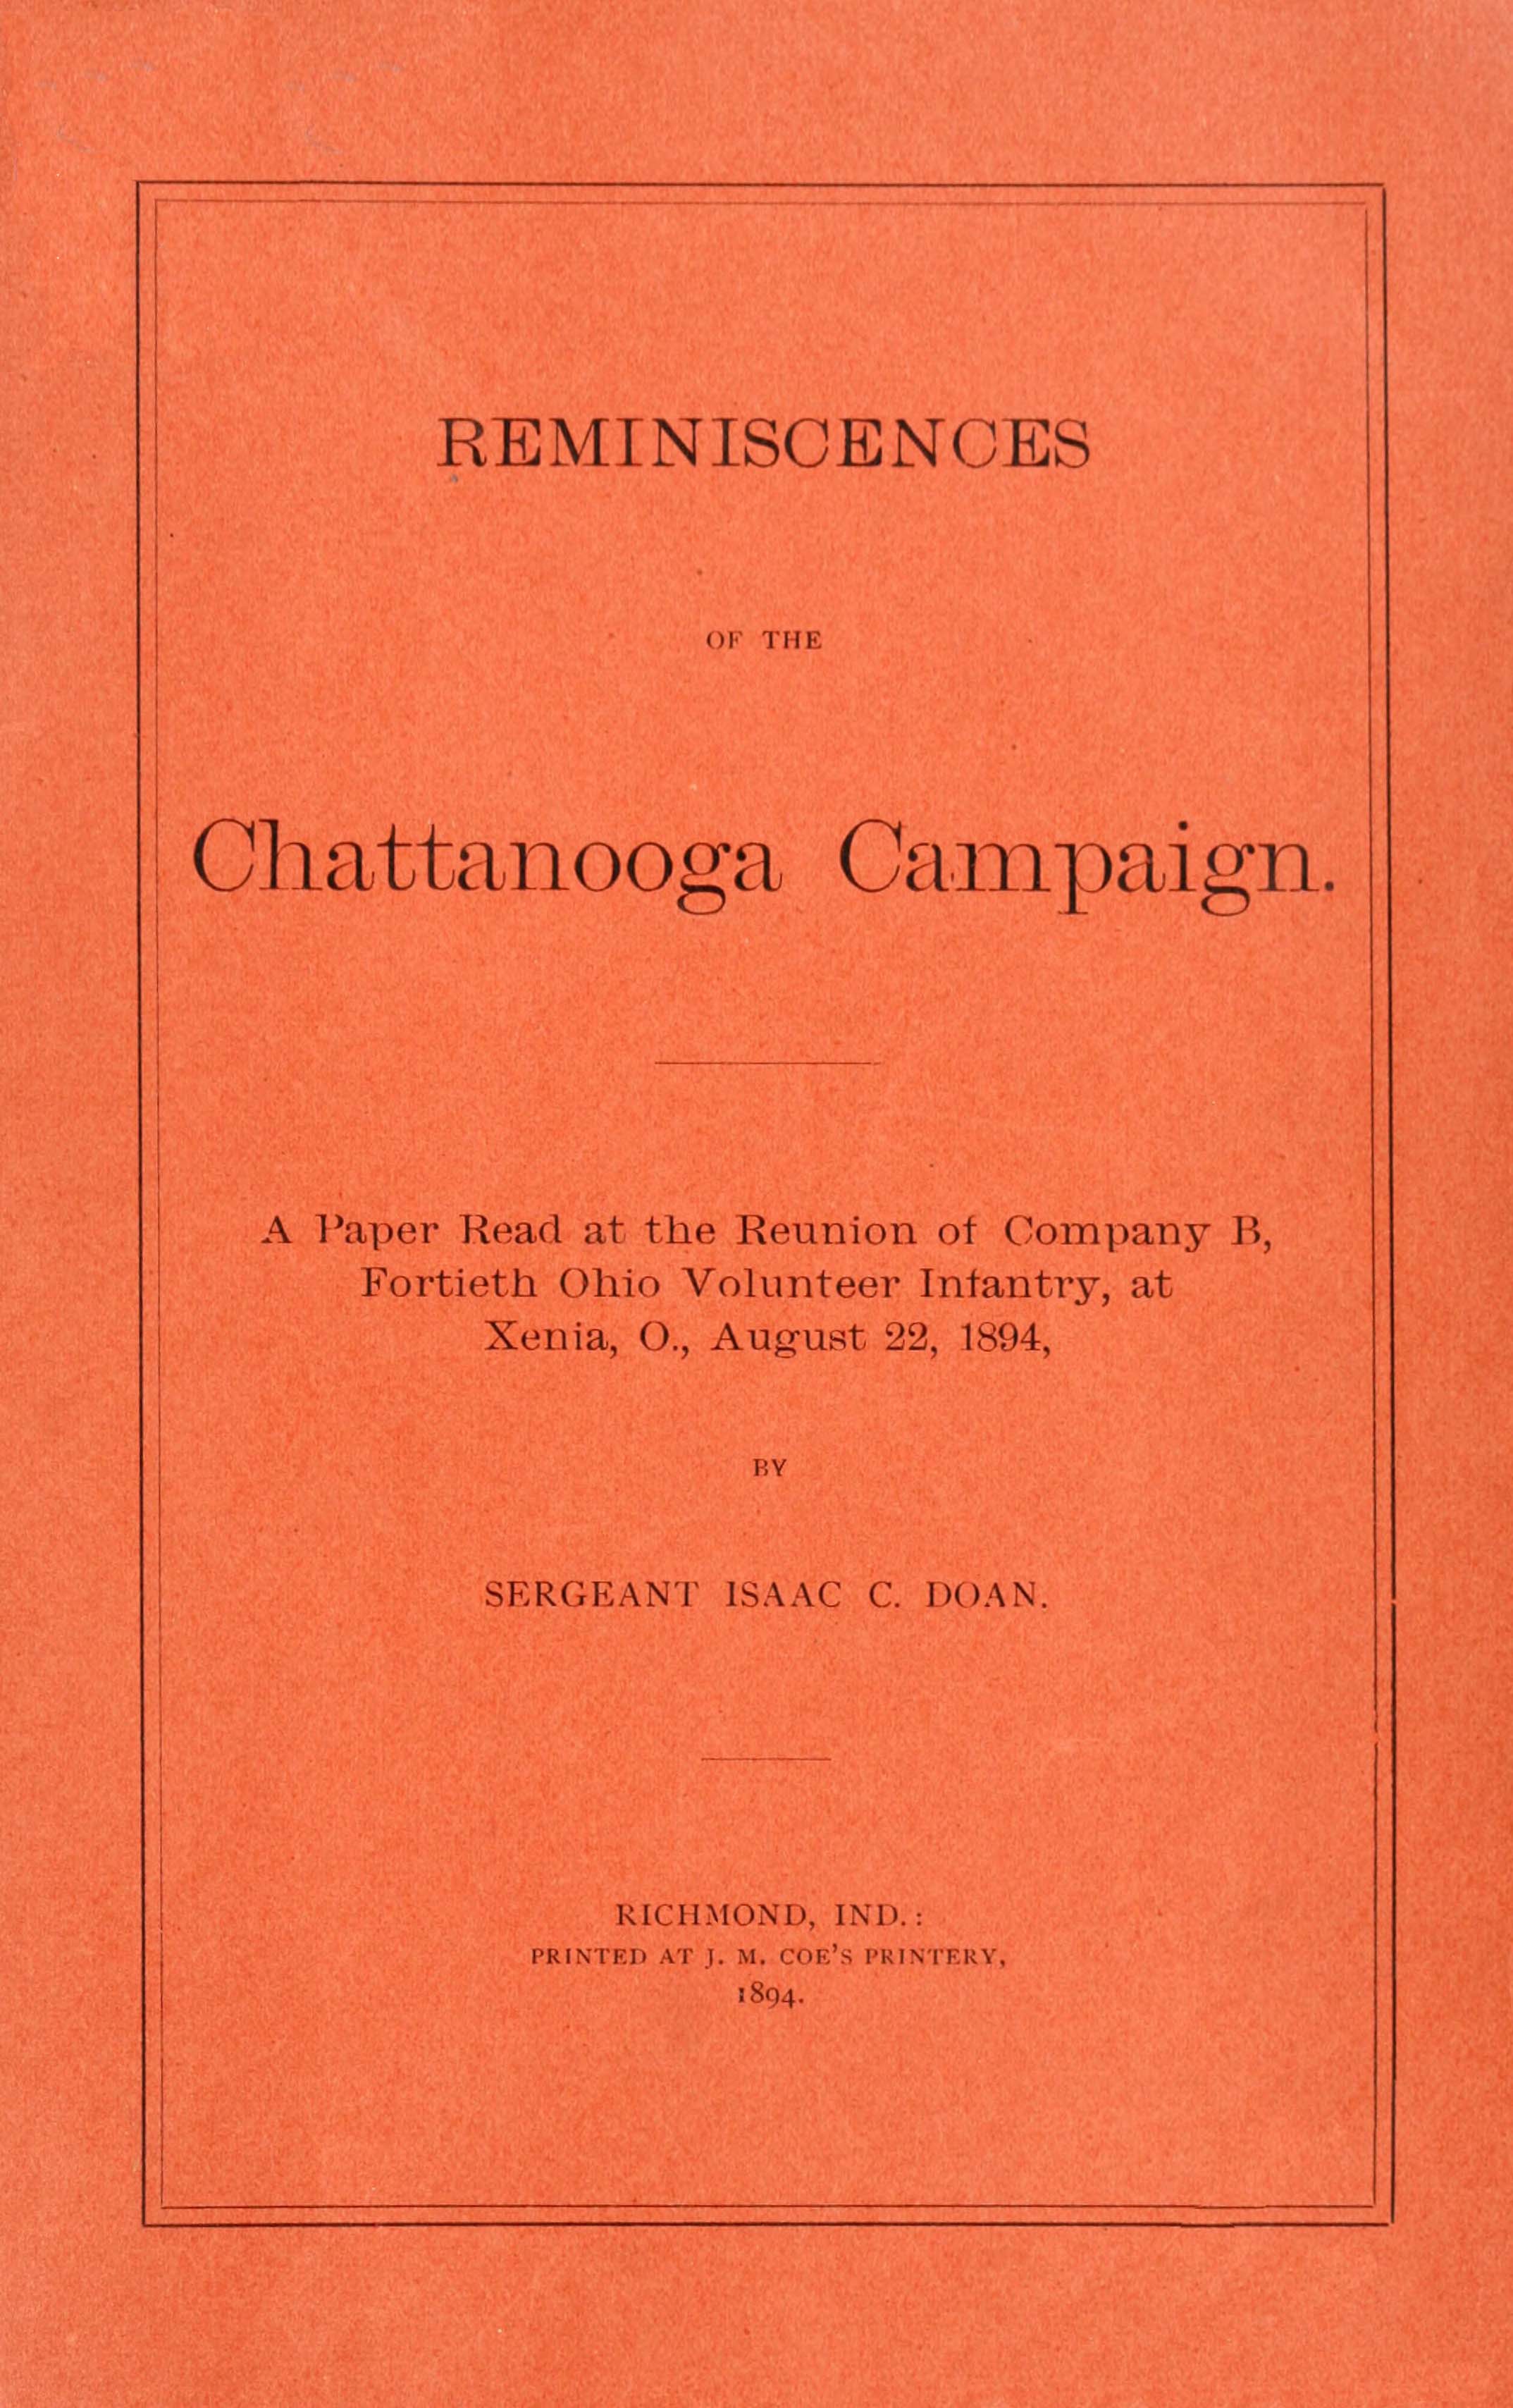 REMINISCENCES
OF THE
Chattanooga Campaign.
A Paper Read at the Reunion of Company B,
Fortieth Ohio Volunteer Infantry, at
Xenia, O., August 22, 1894,
BY
SERGEANT ISAAC C. DOAN.
RICHMOND, IND.:
PRINTED AT J. M. COE'S PRINTERY,
1894.